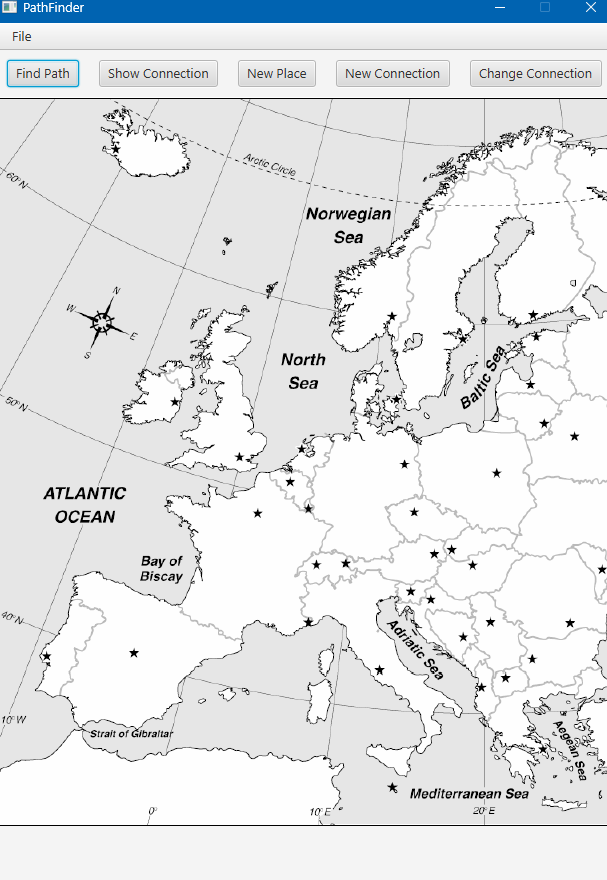 PathFinder
File
Find Path
Show Connection
New Place
New Connection
Change Connection
Arctic Circle
60°N
Norwegian
Sea
N
W
E
S
North
Sea
Baltic Sea
50°N
ATLANTIC
OCEAN
Bay of
Biscay
40°N
Adriatic Sea
10°W
Strait of Gibraltar
Aegean Sea
Mediterranean Sea
0°
10°E
20°E